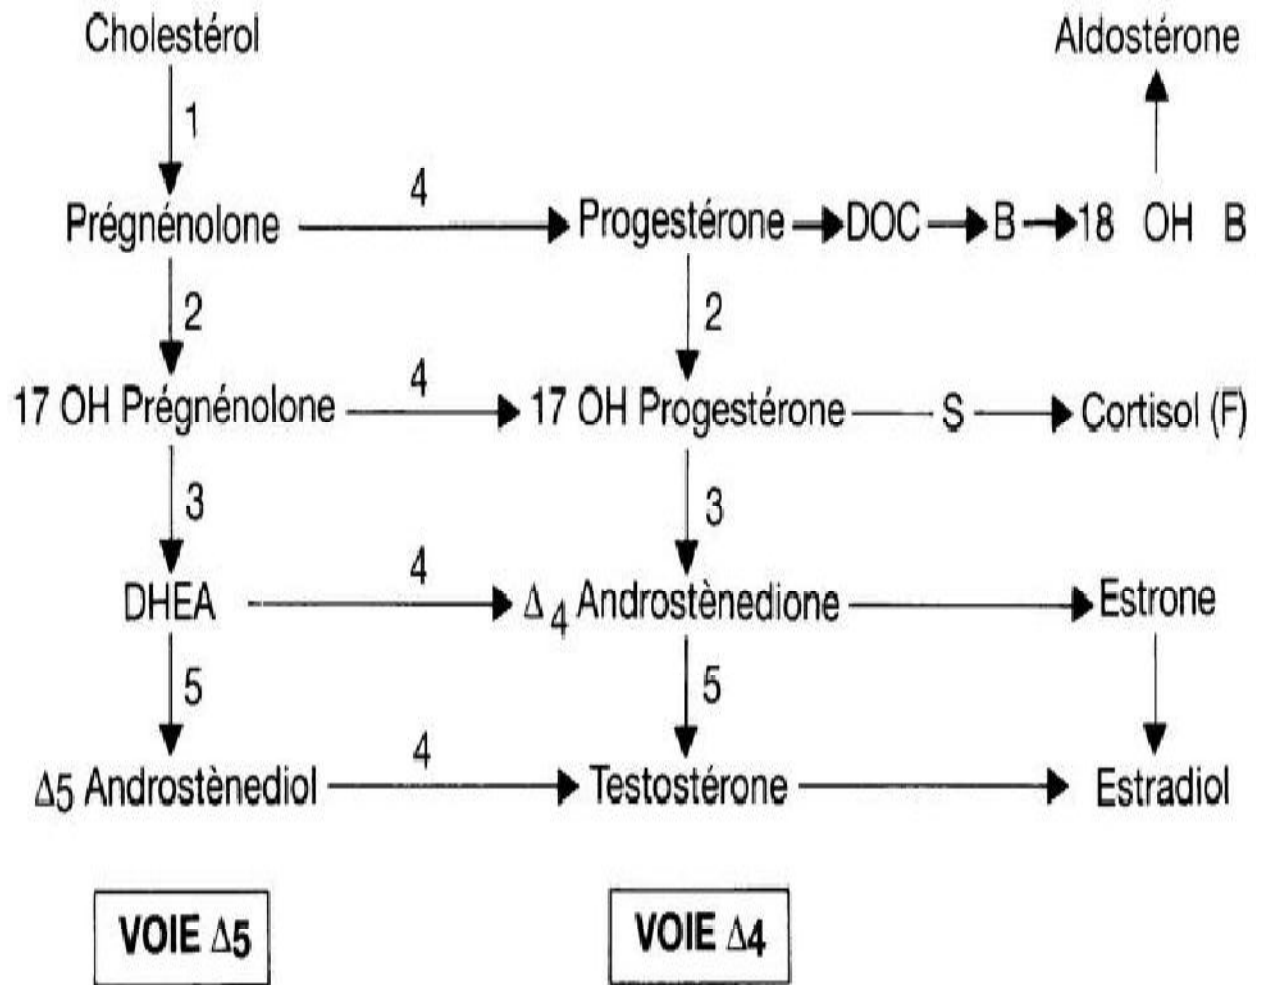 Cholestérol Aldostérone
1
4
Prégnénolone Progestérone DOC B 18 OH B
2 2
4
17 OH Prégnénolone 17 OH Progestérone S Cortisol (F)
3 3
4
DHEA Δ4 Androstènedione Estrone
5 5
4
Δ5 Androstènediol Testostérone Estradiol
VOIE Δ5 VOIE Δ4